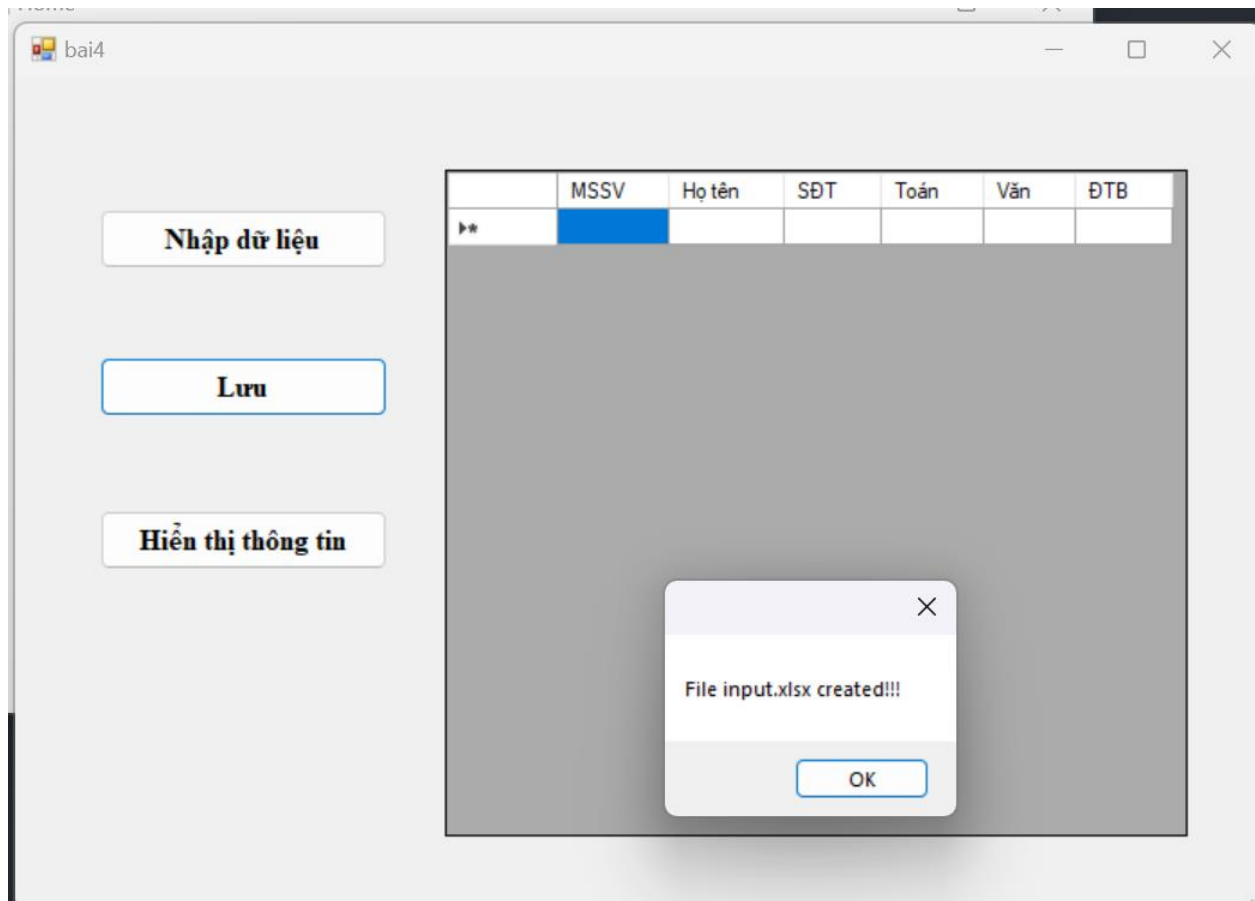 bai4
MSSV Họ tên SĐT Toán Văn ĐTB
Nhập dữ liệu
Lưu
Hiển thị thông tin
File input.xlsx created!!!
OK